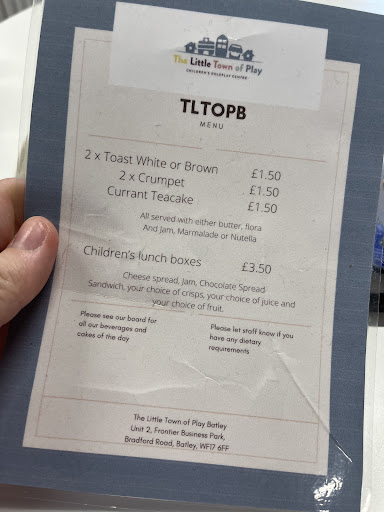 The Little Town of Play
CHILDREN'S ROLEPLAY CENTRE
TLTOPB
MENU
2 x Toast White or Brown £1.50
2 x Crumpet £1.50
Currant Teacake £1.50
All served with either butter, flora
And Jam, Marmalade or Nutella
Children's lunch boxes £3.50
Cheese spread, Jam, Chocolate Spread
Sandwich, your choice of crisps, your choice of juice and
your choice of fruit.
Please see our board for
all our beverages and
cakes of the day
Please let staff know if you
have any dietary
requirements
The Little Town of Play Batley
Unit 2, Frontier Business Park,
Bradford Road, Batley, WF17 6FF